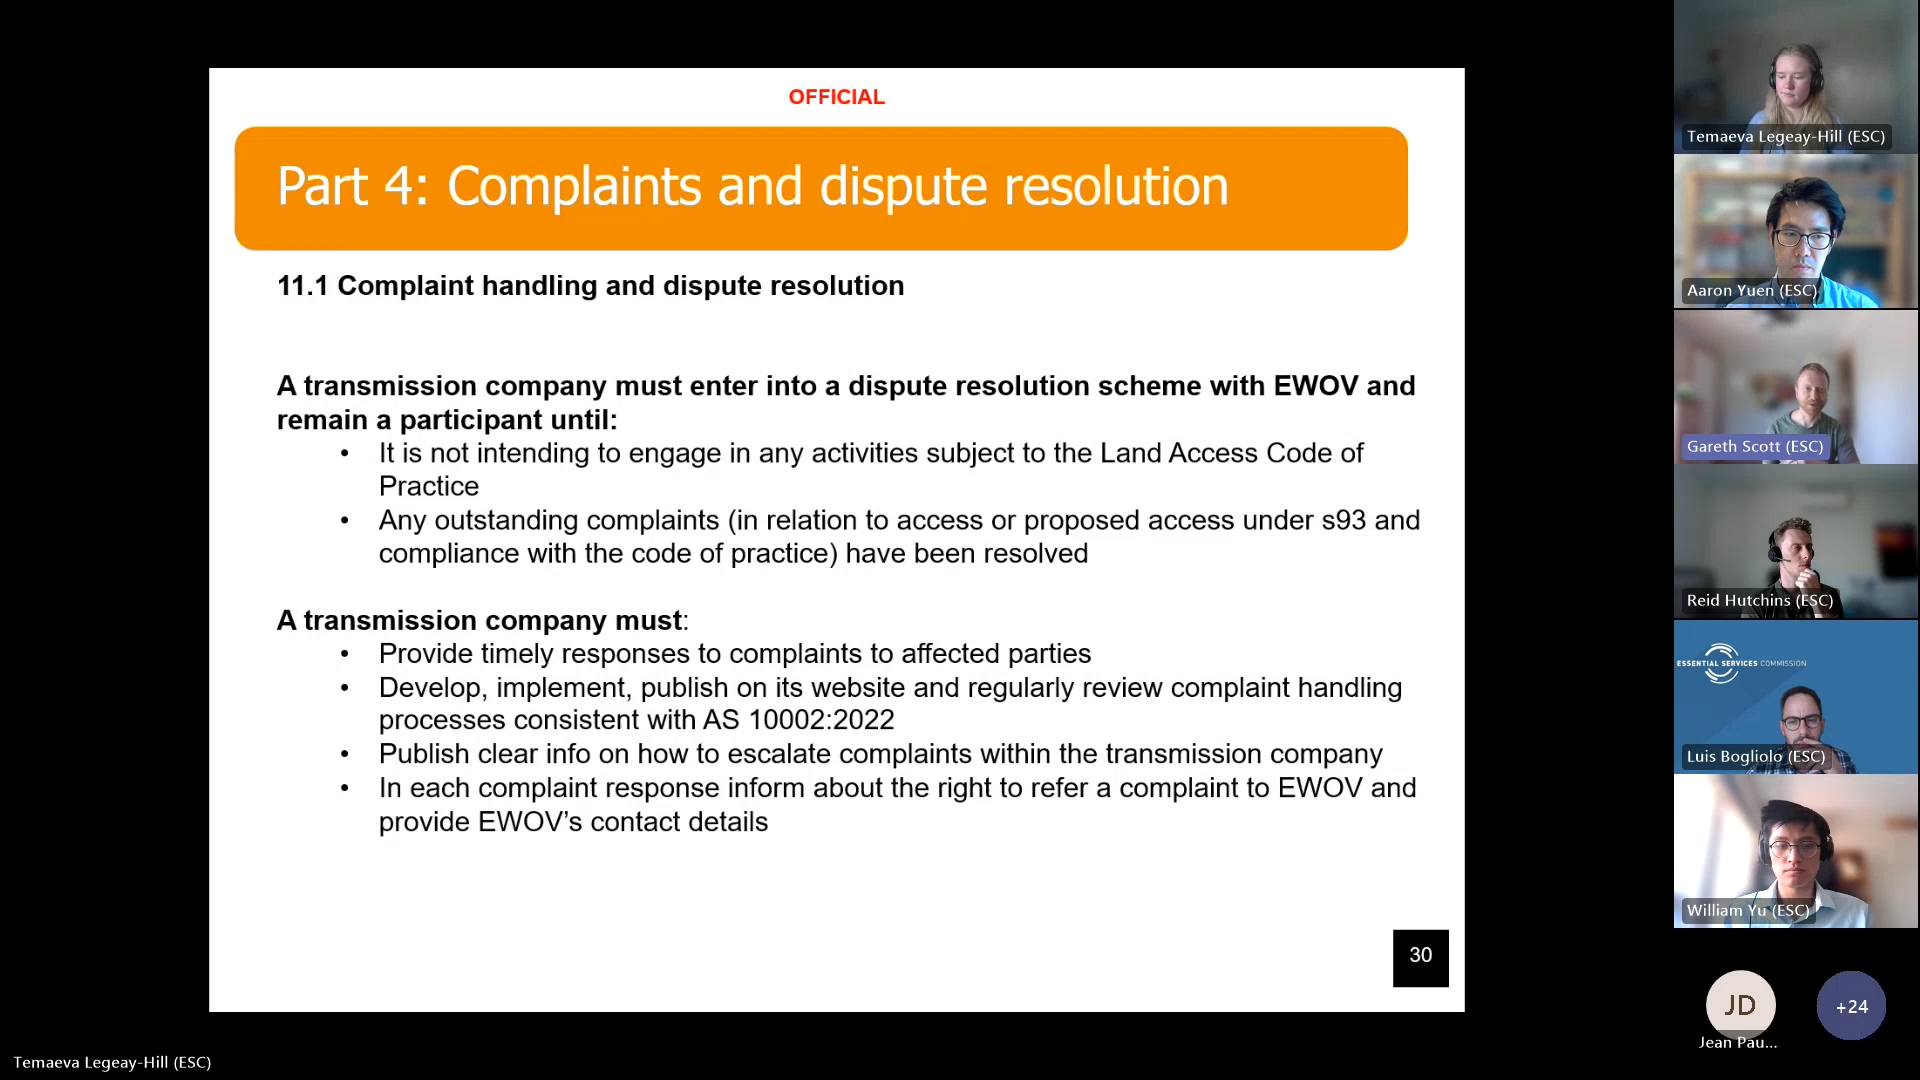 OFFICIAL
Part 4: Complaints and dispute resolution
11.1 Complaint handling and dispute resolution
A transmission company must enter into a dispute resolution scheme with EWOV and
remain a participant until:
• It is not intending to engage in any activities subject to the Land Access Code of
Practice
• Any outstanding complaints (in relation to access or proposed access under s93 and
compliance with the code of practice) have been resolved
A transmission company must:
• Provide timely responses to complaints to affected parties
• Develop, implement, publish on its website and regularly review complaint handling
processes consistent with AS 10002:2022
• Publish clear info on how to escalate complaints within the transmission company
• In each complaint response inform about the right to refer a complaint to EWOV and
provide EWOV’s contact details
30
Temaeva Legeay-Hill (ESC)
Aaron Yuen (ESC)
Gareth Scott (ESC)
Reid Hutchins (ESC)
ESSENTIAL SERVICES COMMISSION
Luis Bogliolo (ESC)
William Yu (ESC)
JD
+24
Jean Pau...
Temaeva Legeay-Hill (ESC)